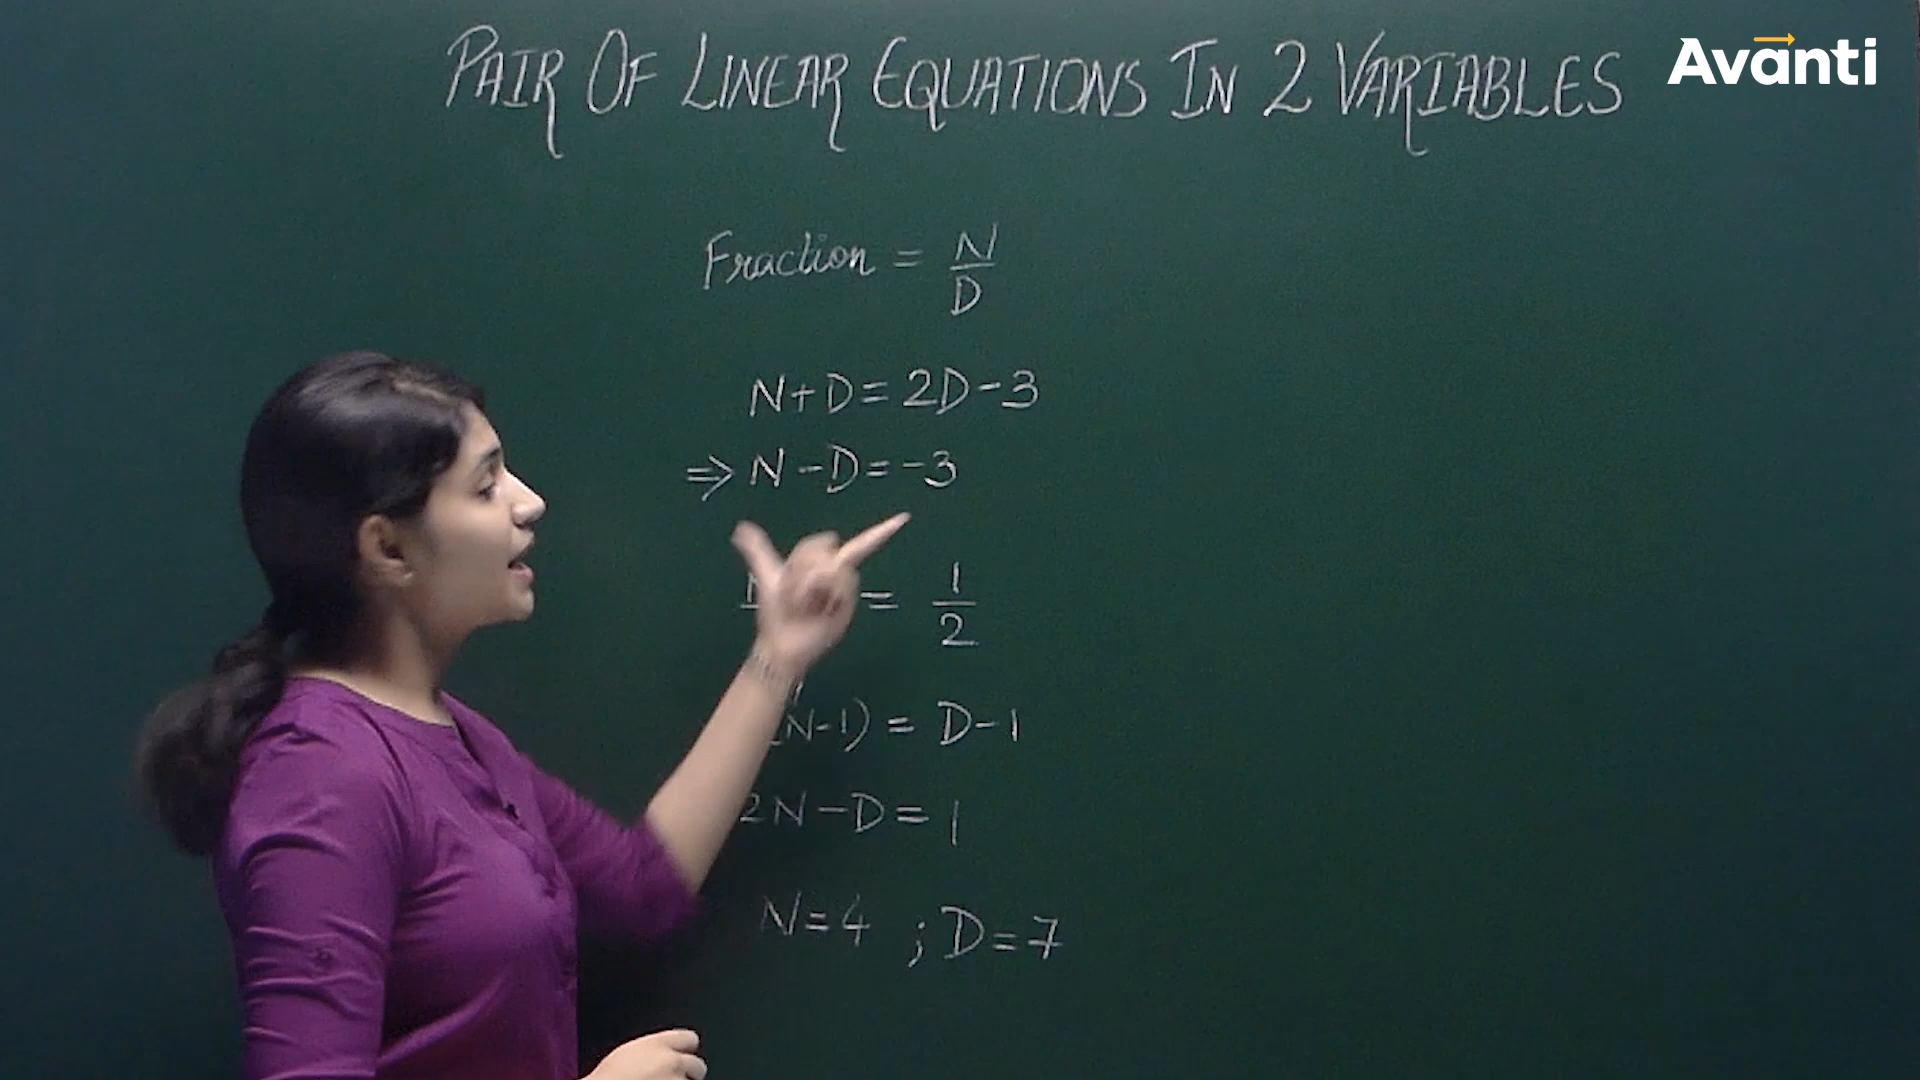 PAIR OF LINEAR EQUATIONS IN 2 VARIABLES
Avanti
Fraction = N/D
N+D=2D-3
⇒ N-D=-3
= 1/2
(N-1) = D-1
2N-D=1
N=4 ; D=7